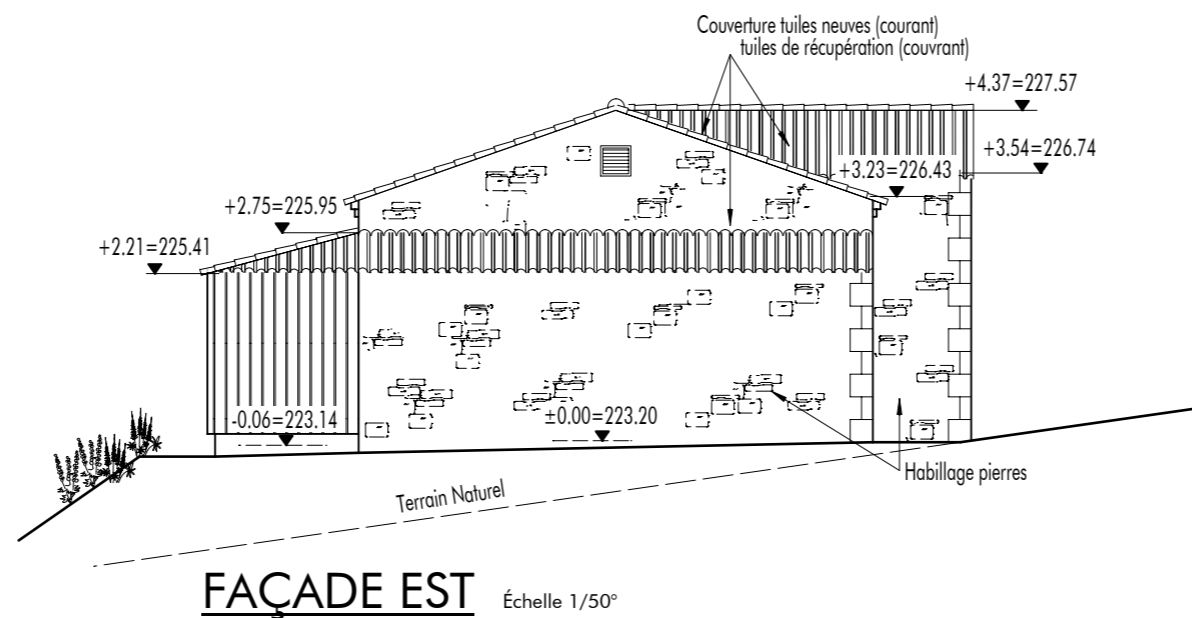 Couverture tuiles neuves (courant)
tuiles de récupération (couvrant)
+4.37=227.57
+3.54=226.74
+3.23=226.43
+2.75=225.95
+2.21=225.41
-0.06=223.14
±0.00=223.20
Habillage pierres
Terrain Naturel
FAÇADE EST
Échelle 1/50°